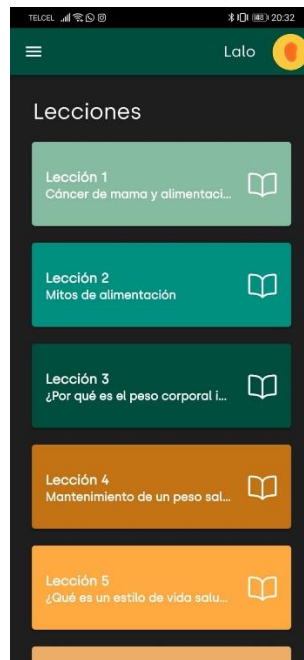 TELCEL 48 20:32
Lalo
Lecciones
Lección 1
Cáncer de mama y alimentaci...
Lección 2
Mitos de alimentación
Lección 3
¿Por qué es el peso corporal i...
Lección 4
Mantenimiento de un peso sal...
Lección 5
¿Qué es un estilo de vida salu...